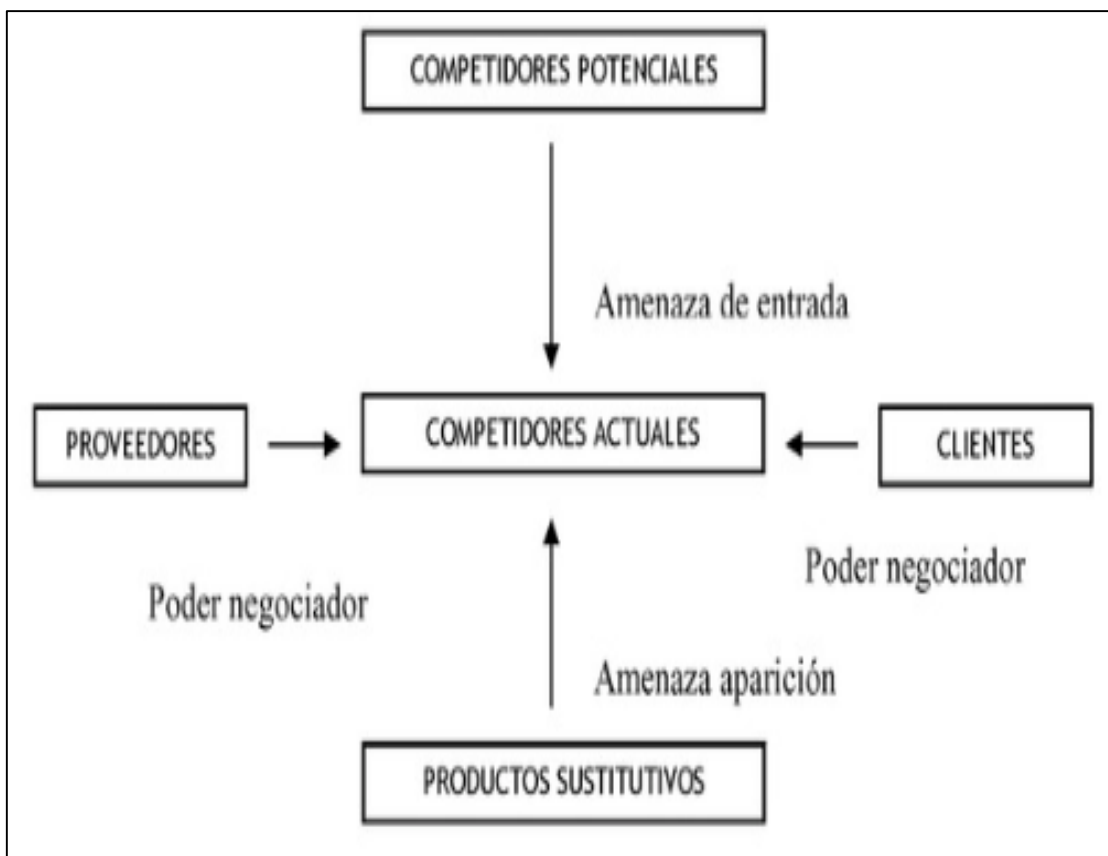 COMPETIDORES POTENCIALES
Amenaza de entrada
PROVEEDORES
COMPETIDORES ACTUALES
CLIENTES
Poder negociador
Poder negociador
Amenaza aparición
PRODUCTOS SUSTITUTIVOS